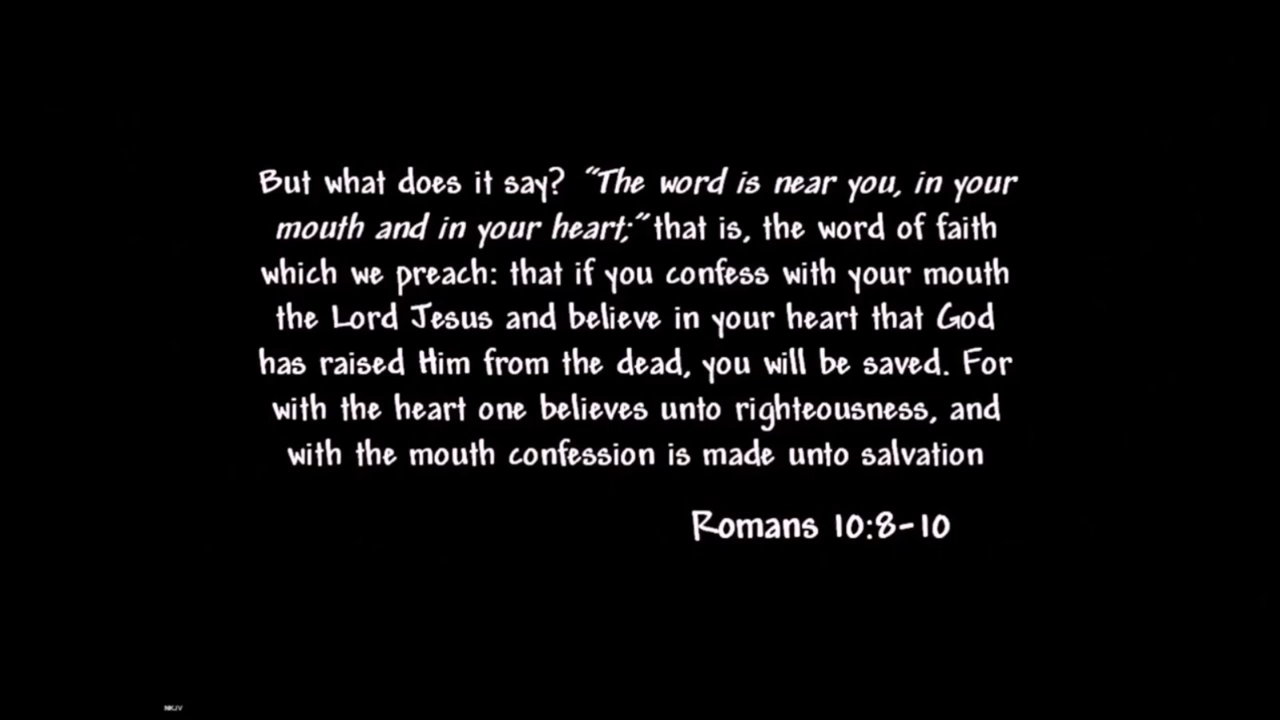 But what does it say? "The word is near you, in your
mouth and in your heart;" that is, the word of faith
which we preach: that if you confess with your mouth
the Lord Jesus and believe in your heart that God
has raised Him from the dead, you will be saved. For
with the heart one believes unto righteousness, and
with the mouth confession is made unto salvation
Romans 10:8-10
NKJV